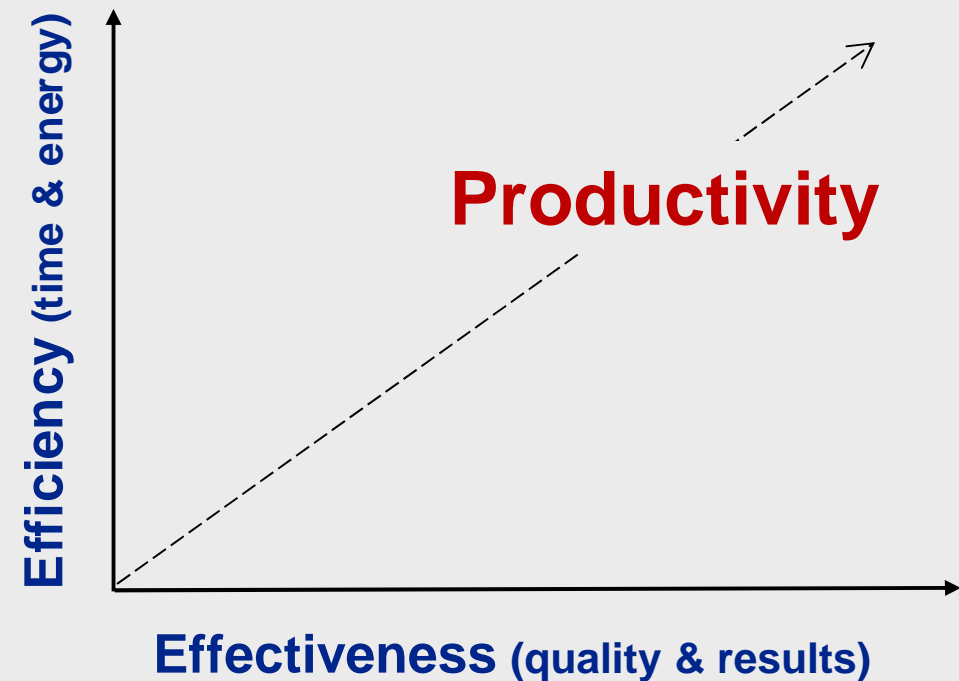 Efficiency (time & energy)
Productivity
Effectiveness (quality & results)